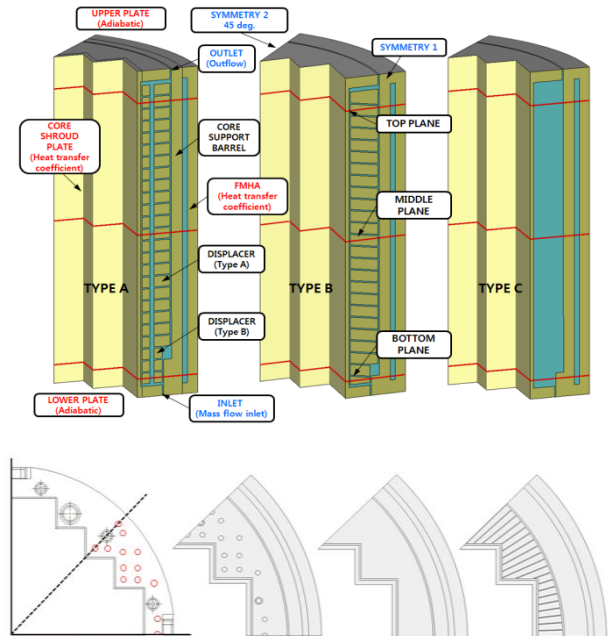 UPPER PLATE
(Adiabatic)
SYMMETRY 2
45 deg.
OUTLET
(Outflow)
SYMMETRY 1
CORE
SHROUD
PLATE
(Heat transfer
coefficient)
CORE
SUPPORT
BARREL
TOP PLANE
FMHA
(Heat transfer
coefficient)
MIDDLE
PLANE
DISPLACER
(Type A)
TYPE A
TYPE B
TYPE C
DISPLACER
(Type B)
BOTTOM
PLANE
LOWER PLATE
(Adiabatic)
INLET
(Mass flow inlet)